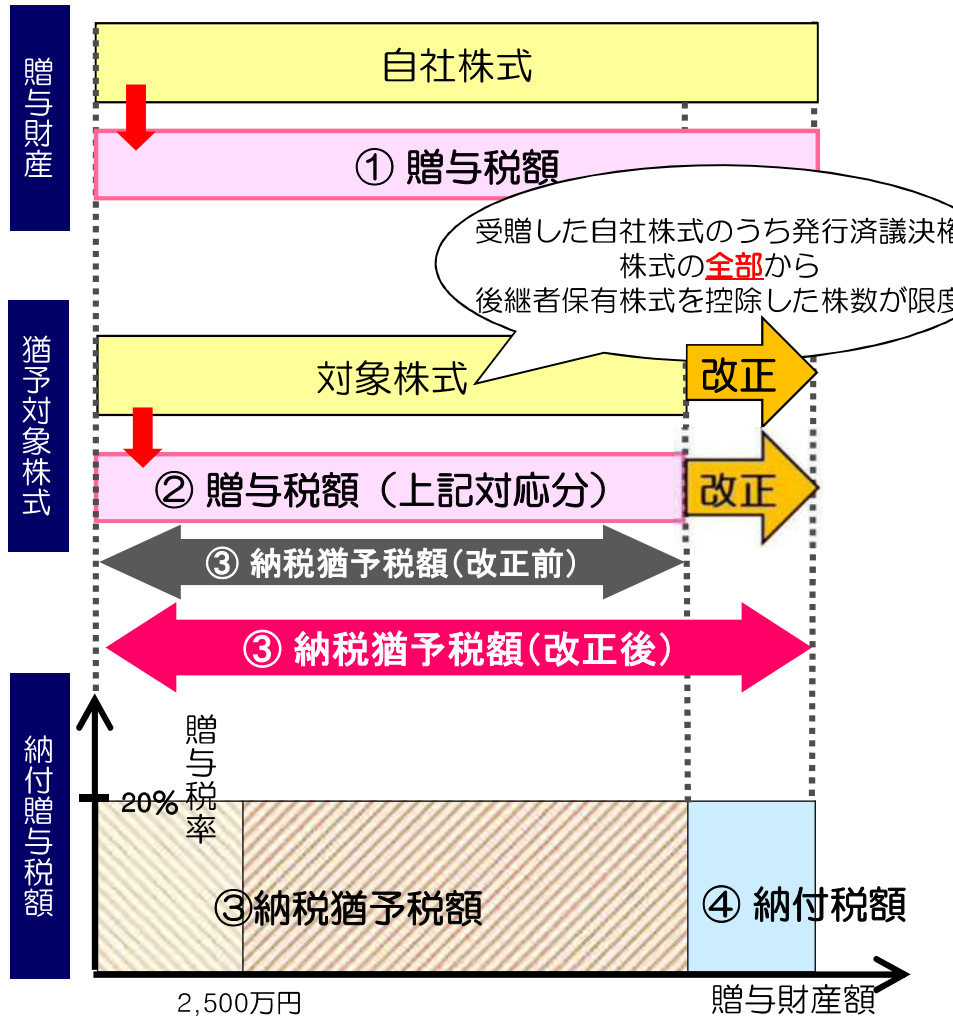 贈与財産
自社株式
① 贈与税額
受贈した自社株式のうち発行済議決権
株式の全部から
後継者保有株式を控除した株数が限度
猶予対象株式
対象株式
改正
② 贈与税額（上記対応分）
改正
③ 納税猶予税額(改正前)
③ 納税猶予税額(改正後)
納付贈与税額
贈与税率
20%
③納税猶予税額
④ 納付税額
2,500万円
贈与財産額